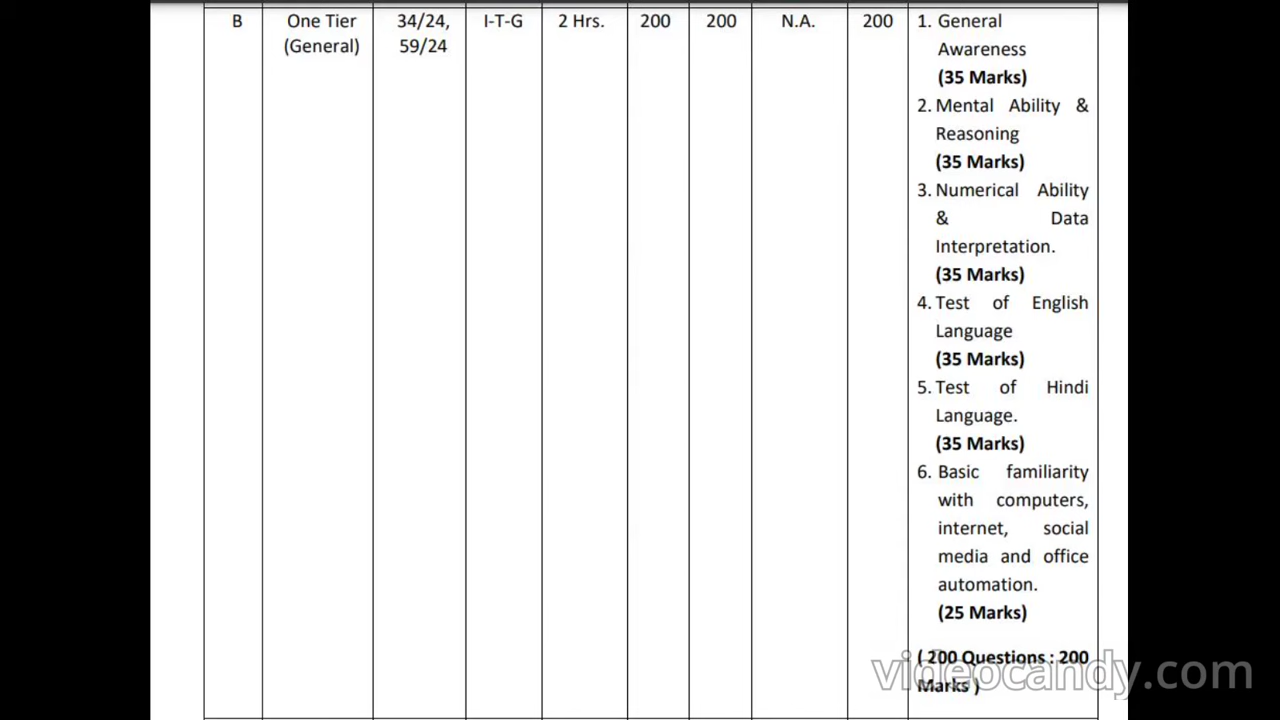 B One Tier 34/24, I-T-G 2 Hrs. 200 200 N.A. 200 1. General
(General) 59/24 Awareness
(35 Marks)
2. Mental Ability &
Reasoning
(35 Marks)
3. Numerical Ability
& Data
Interpretation.
(35 Marks)
4. Test of English
Language
(35 Marks)
5. Test of Hindi
Language.
(35 Marks)
6. Basic familiarity
with computers,
internet, social
media and office
automation.
(25 Marks)
( 200 Questions : 200
Marks )
videocandy.com